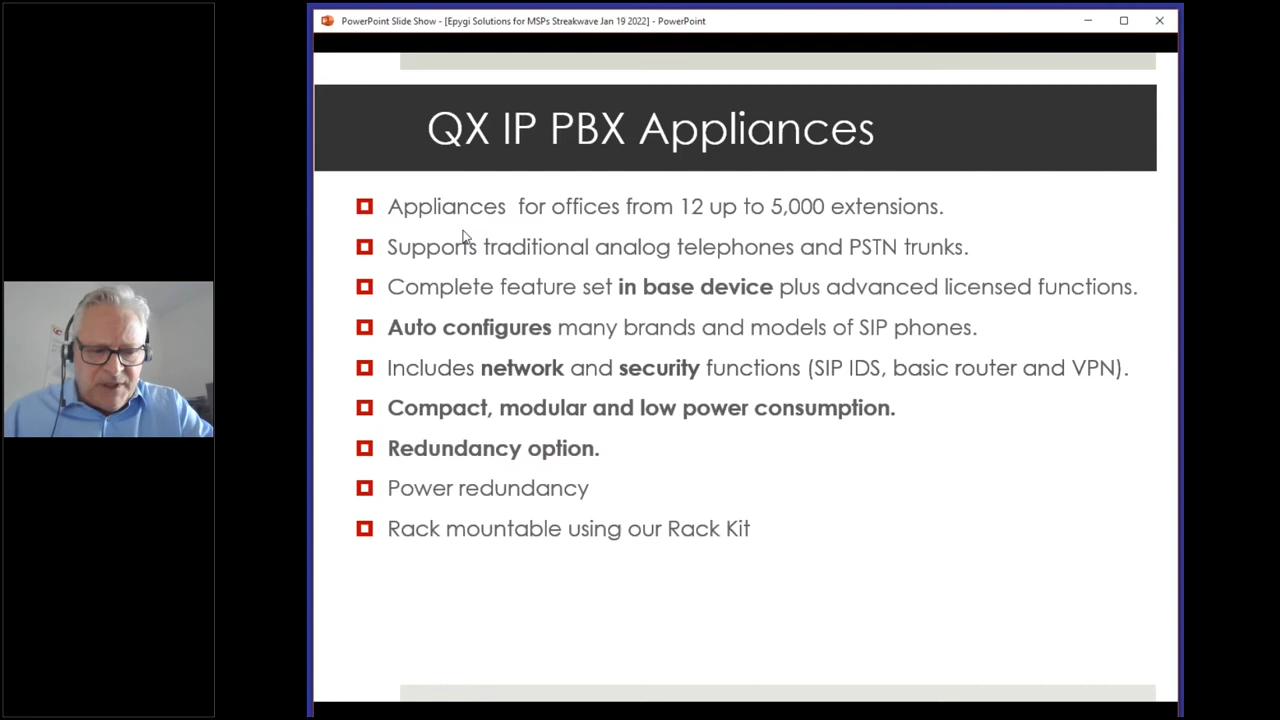 PowerPoint Slide Show - [Epygi Solutions for MSPs Streakwave Jan 19 2022] - PowerPoint
QX IP PBX Appliances
Appliances for offices from 12 up to 5,000 extensions.
Supports traditional analog telephones and PSTN trunks.
Complete feature set in base device plus advanced licensed functions.
Auto configures many brands and models of SIP phones.
Includes network and security functions (SIP IDS, basic router and VPN).
Compact, modular and low power consumption.
Redundancy option.
Power redundancy
Rack mountable using our Rack Kit